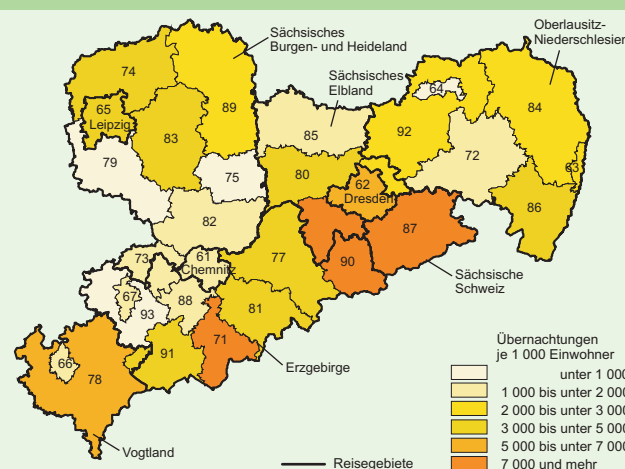 Sächsisches
Burgen- und Heideland
Oberlausitz-
Niederschlesien
Sächsisches
Elbland
74
64
65
Leipzig
89
84
83
85
92
79
75
72
63
80
62
Dresden
86
82
87
73
61
Chemnitz
77
90
67
88
93
81
71
91
66
78
Sächsische
Schweiz
Erzgebirge
Vogtland
Übernachtungen
je 1 000 Einwohner
unter 1 000
1 000 bis unter 2 000
2 000 bis unter 3 000
3 000 bis unter 5 000
5 000 bis unter 7 000
7 000 und mehr
Reisegebiete